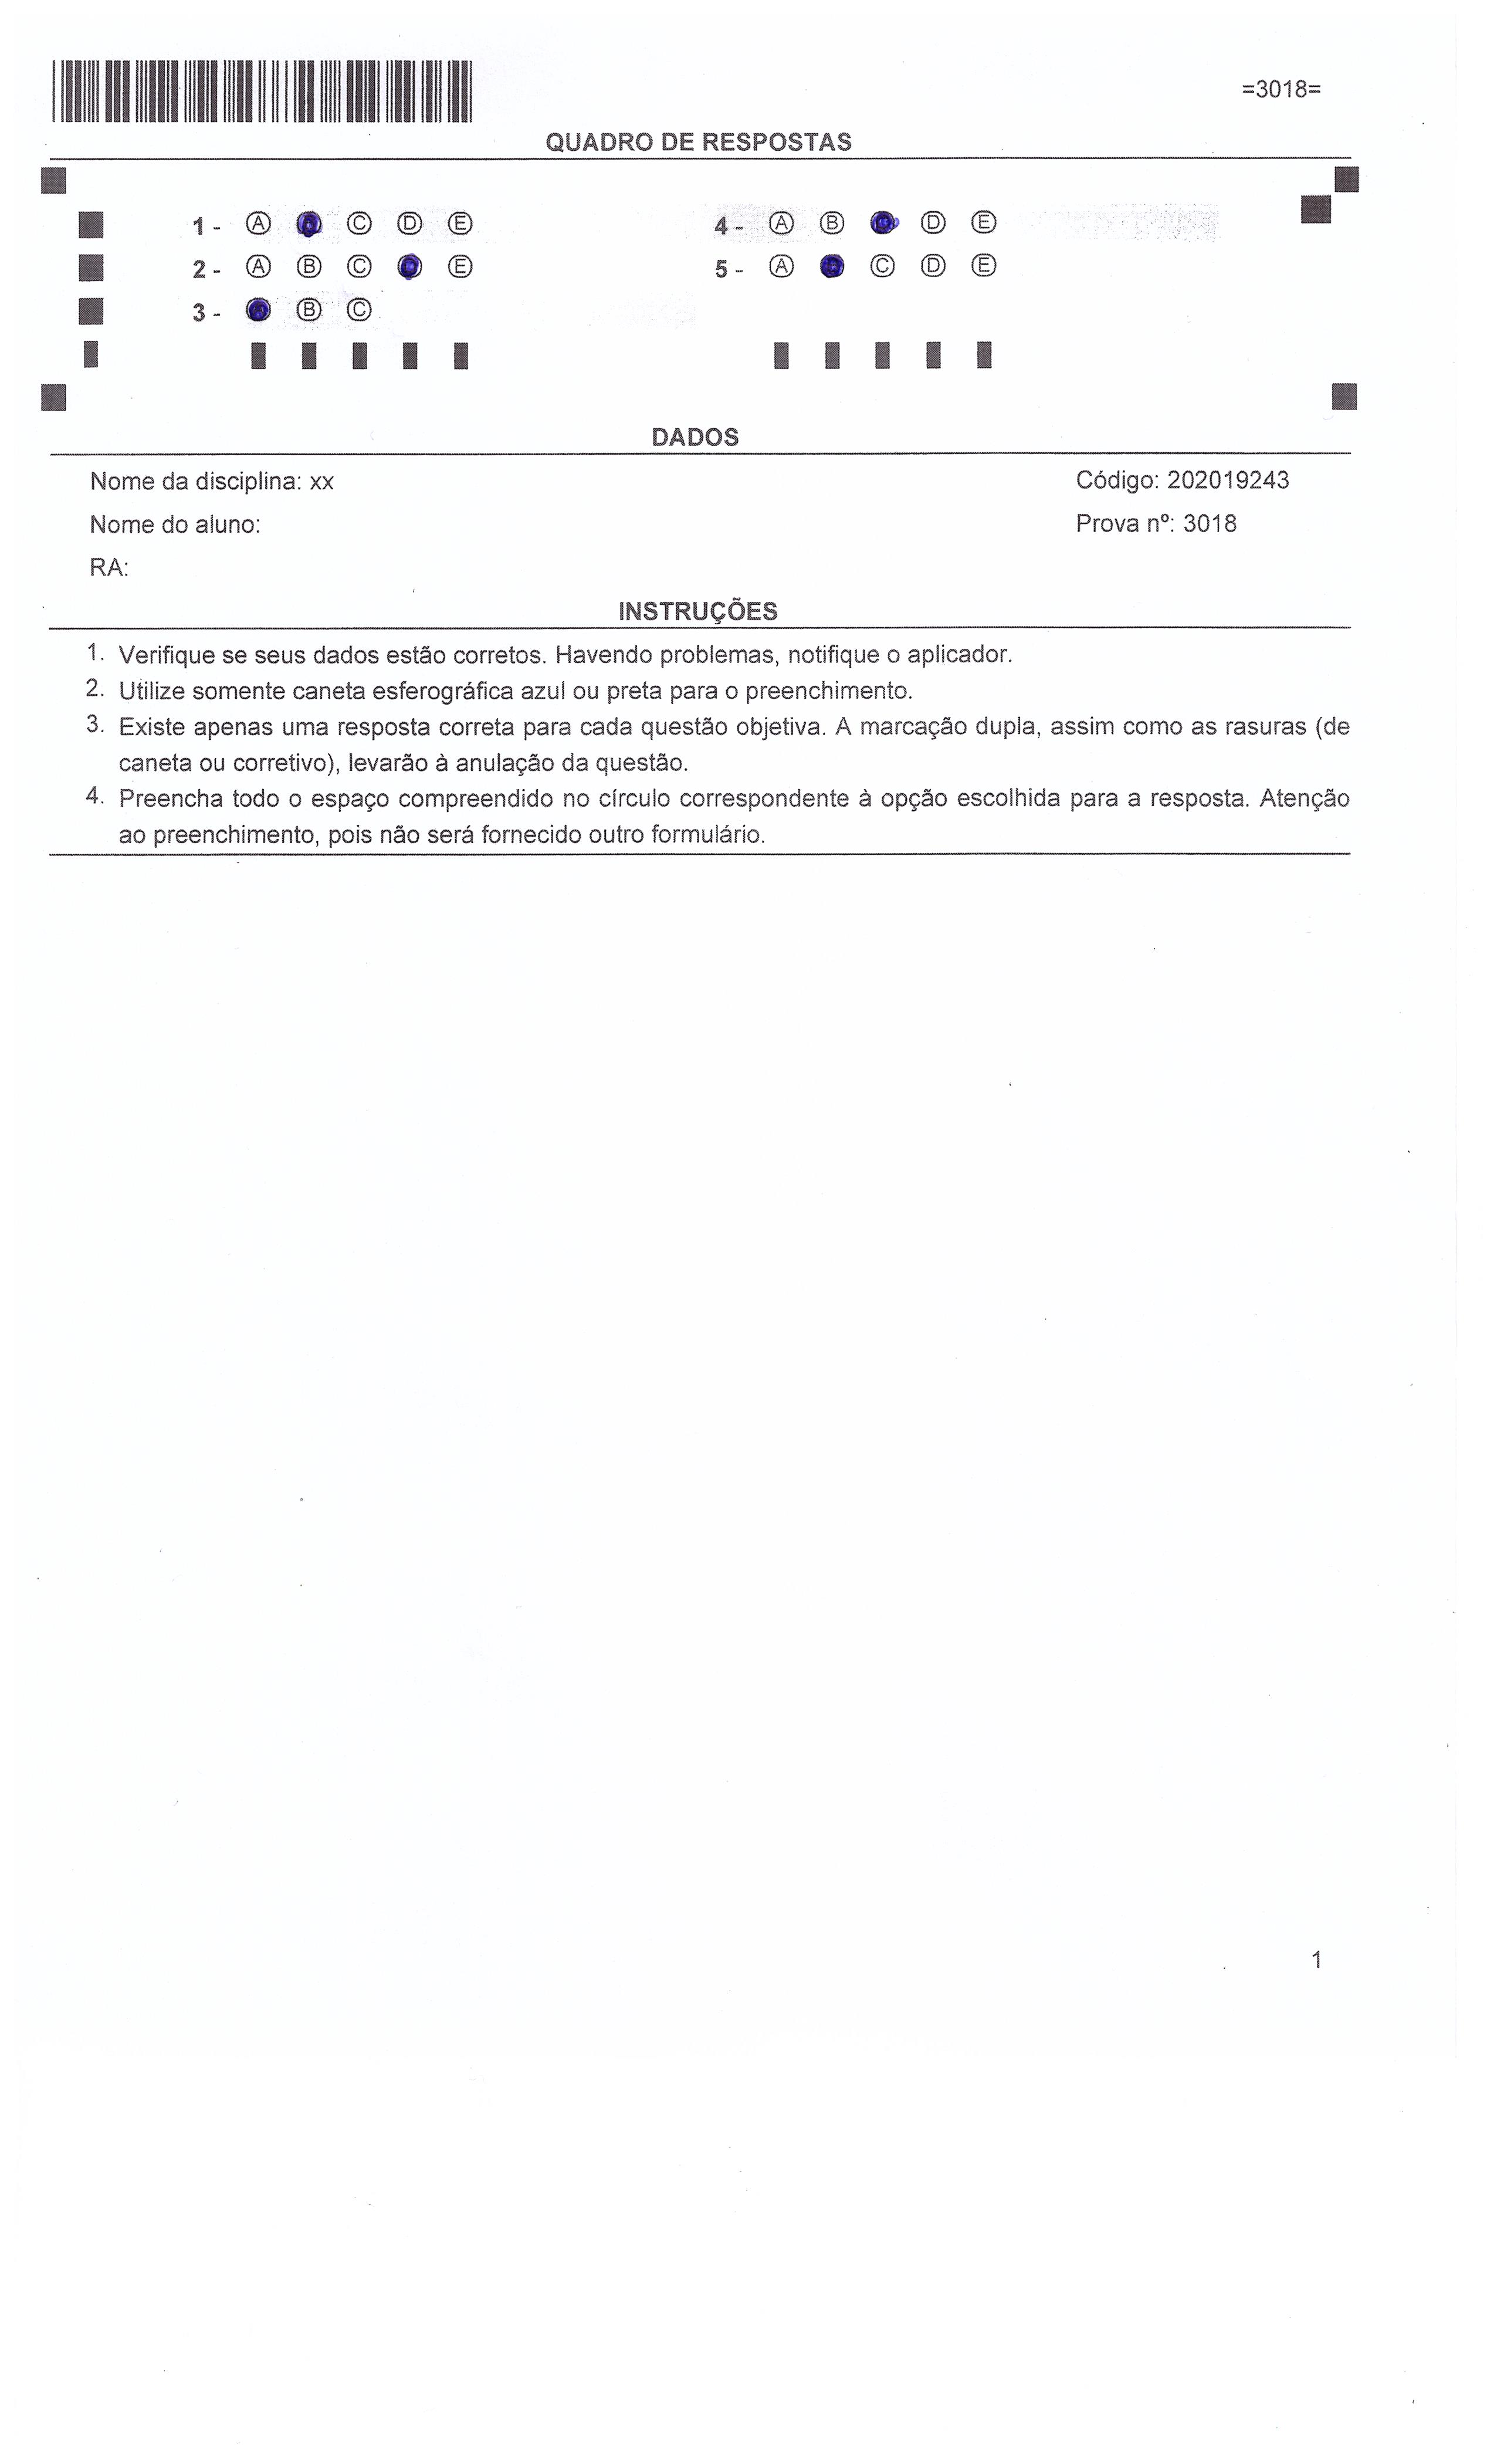 =3018=
QUADRO DE RESPOSTAS
1 - A C D E 4 - A B D E
2 - A B C E 5 - A C D E
3 - B C
DADOS
Nome da disciplina: xx Código: 202019243
Nome do aluno: Prova nº: 3018
RA:
INSTRUÇÕES
1. Verifique se seus dados estão corretos. Havendo problemas, notifique o aplicador.
2. Utilize somente caneta esferográfica azul ou preta para o preenchimento.
3. Existe apenas uma resposta correta para cada questão objetiva. A marcação dupla, assim como as rasuras (de
caneta ou corretivo), levarão à anulação da questão.
4. Preencha todo o espaço compreendido no círculo correspondente à opção escolhida para a resposta. Atenção
ao preenchimento, pois não será fornecido outro formulário.
1